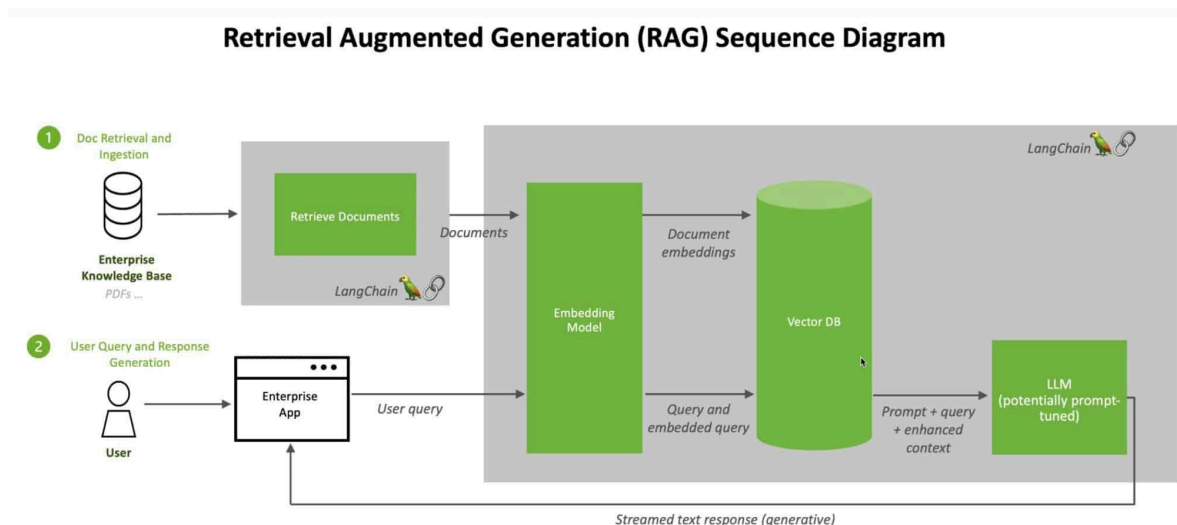 Retrieval Augmented Generation (RAG) Sequence Diagram
1
Doc Retrieval and
Ingestion
Enterprise
Knowledge Base
PDFs ...
Retrieve Documents
LangChain
Documents
LangChain
Embedding
Model
Document
embeddings
Vector DB
2
User Query and Response
Generation
User
Enterprise
App
User query
Query and
embedded query
Prompt + query
+ enhanced
context
LLM
(potentially prompt-
tuned)
Streamed text response (generative)